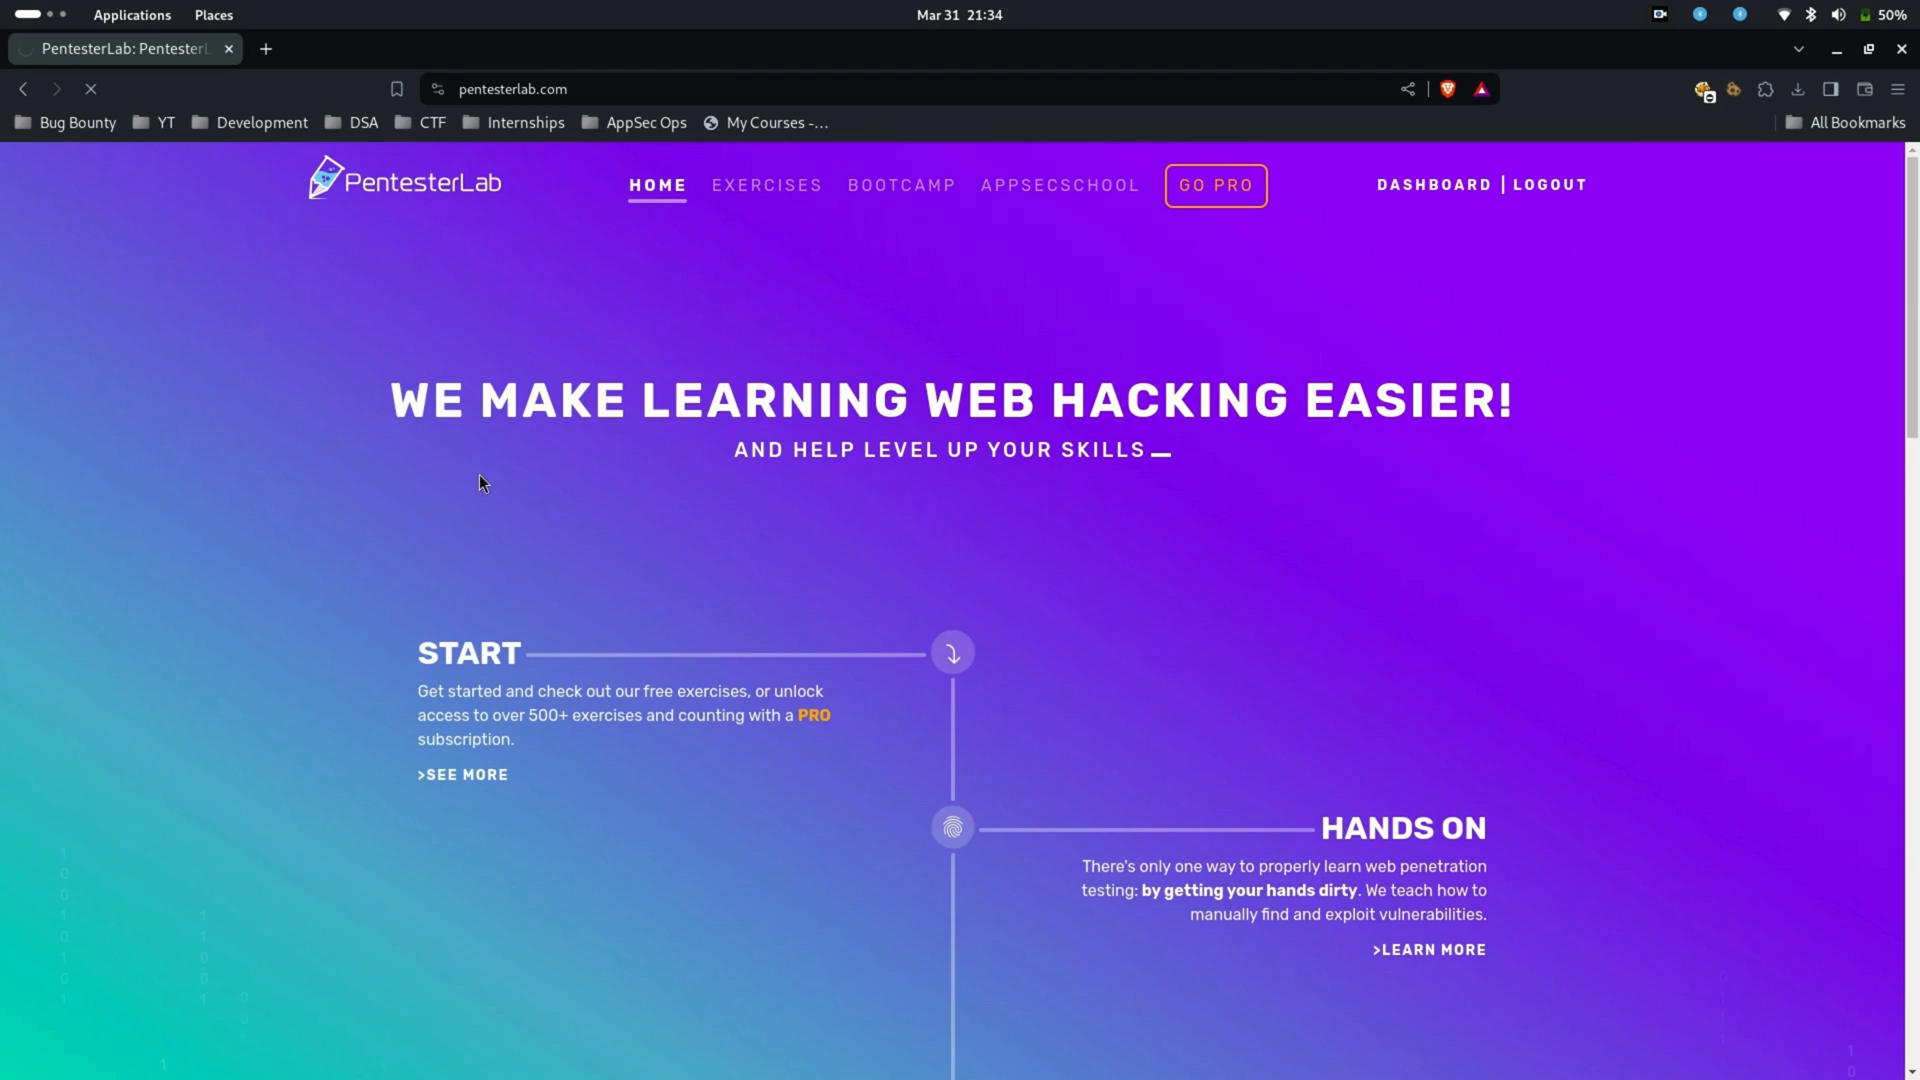 Applications Places Mar 31 21:34 50%
PentesterLab: Pentester
pentesterlab.com
Bug Bounty YT Development DSA CTF Internships AppSec Ops My Courses -... All Bookmarks
PentesterLab HOME EXERCISES BOOTCAMP APPSECSCHOOL GO PRO DASHBOARD | LOGOUT
WE MAKE LEARNING WEB HACKING EASIER!
AND HELP LEVEL UP YOUR SKILLS
START
Get started and check out our free exercises, or unlock
access to over 500+ exercises and counting with a PRO
subscription.
>SEE MORE
HANDS ON
There's only one way to properly learn web penetration
testing: by getting your hands dirty. We teach how to
manually find and exploit vulnerabilities.
>LEARN MORE